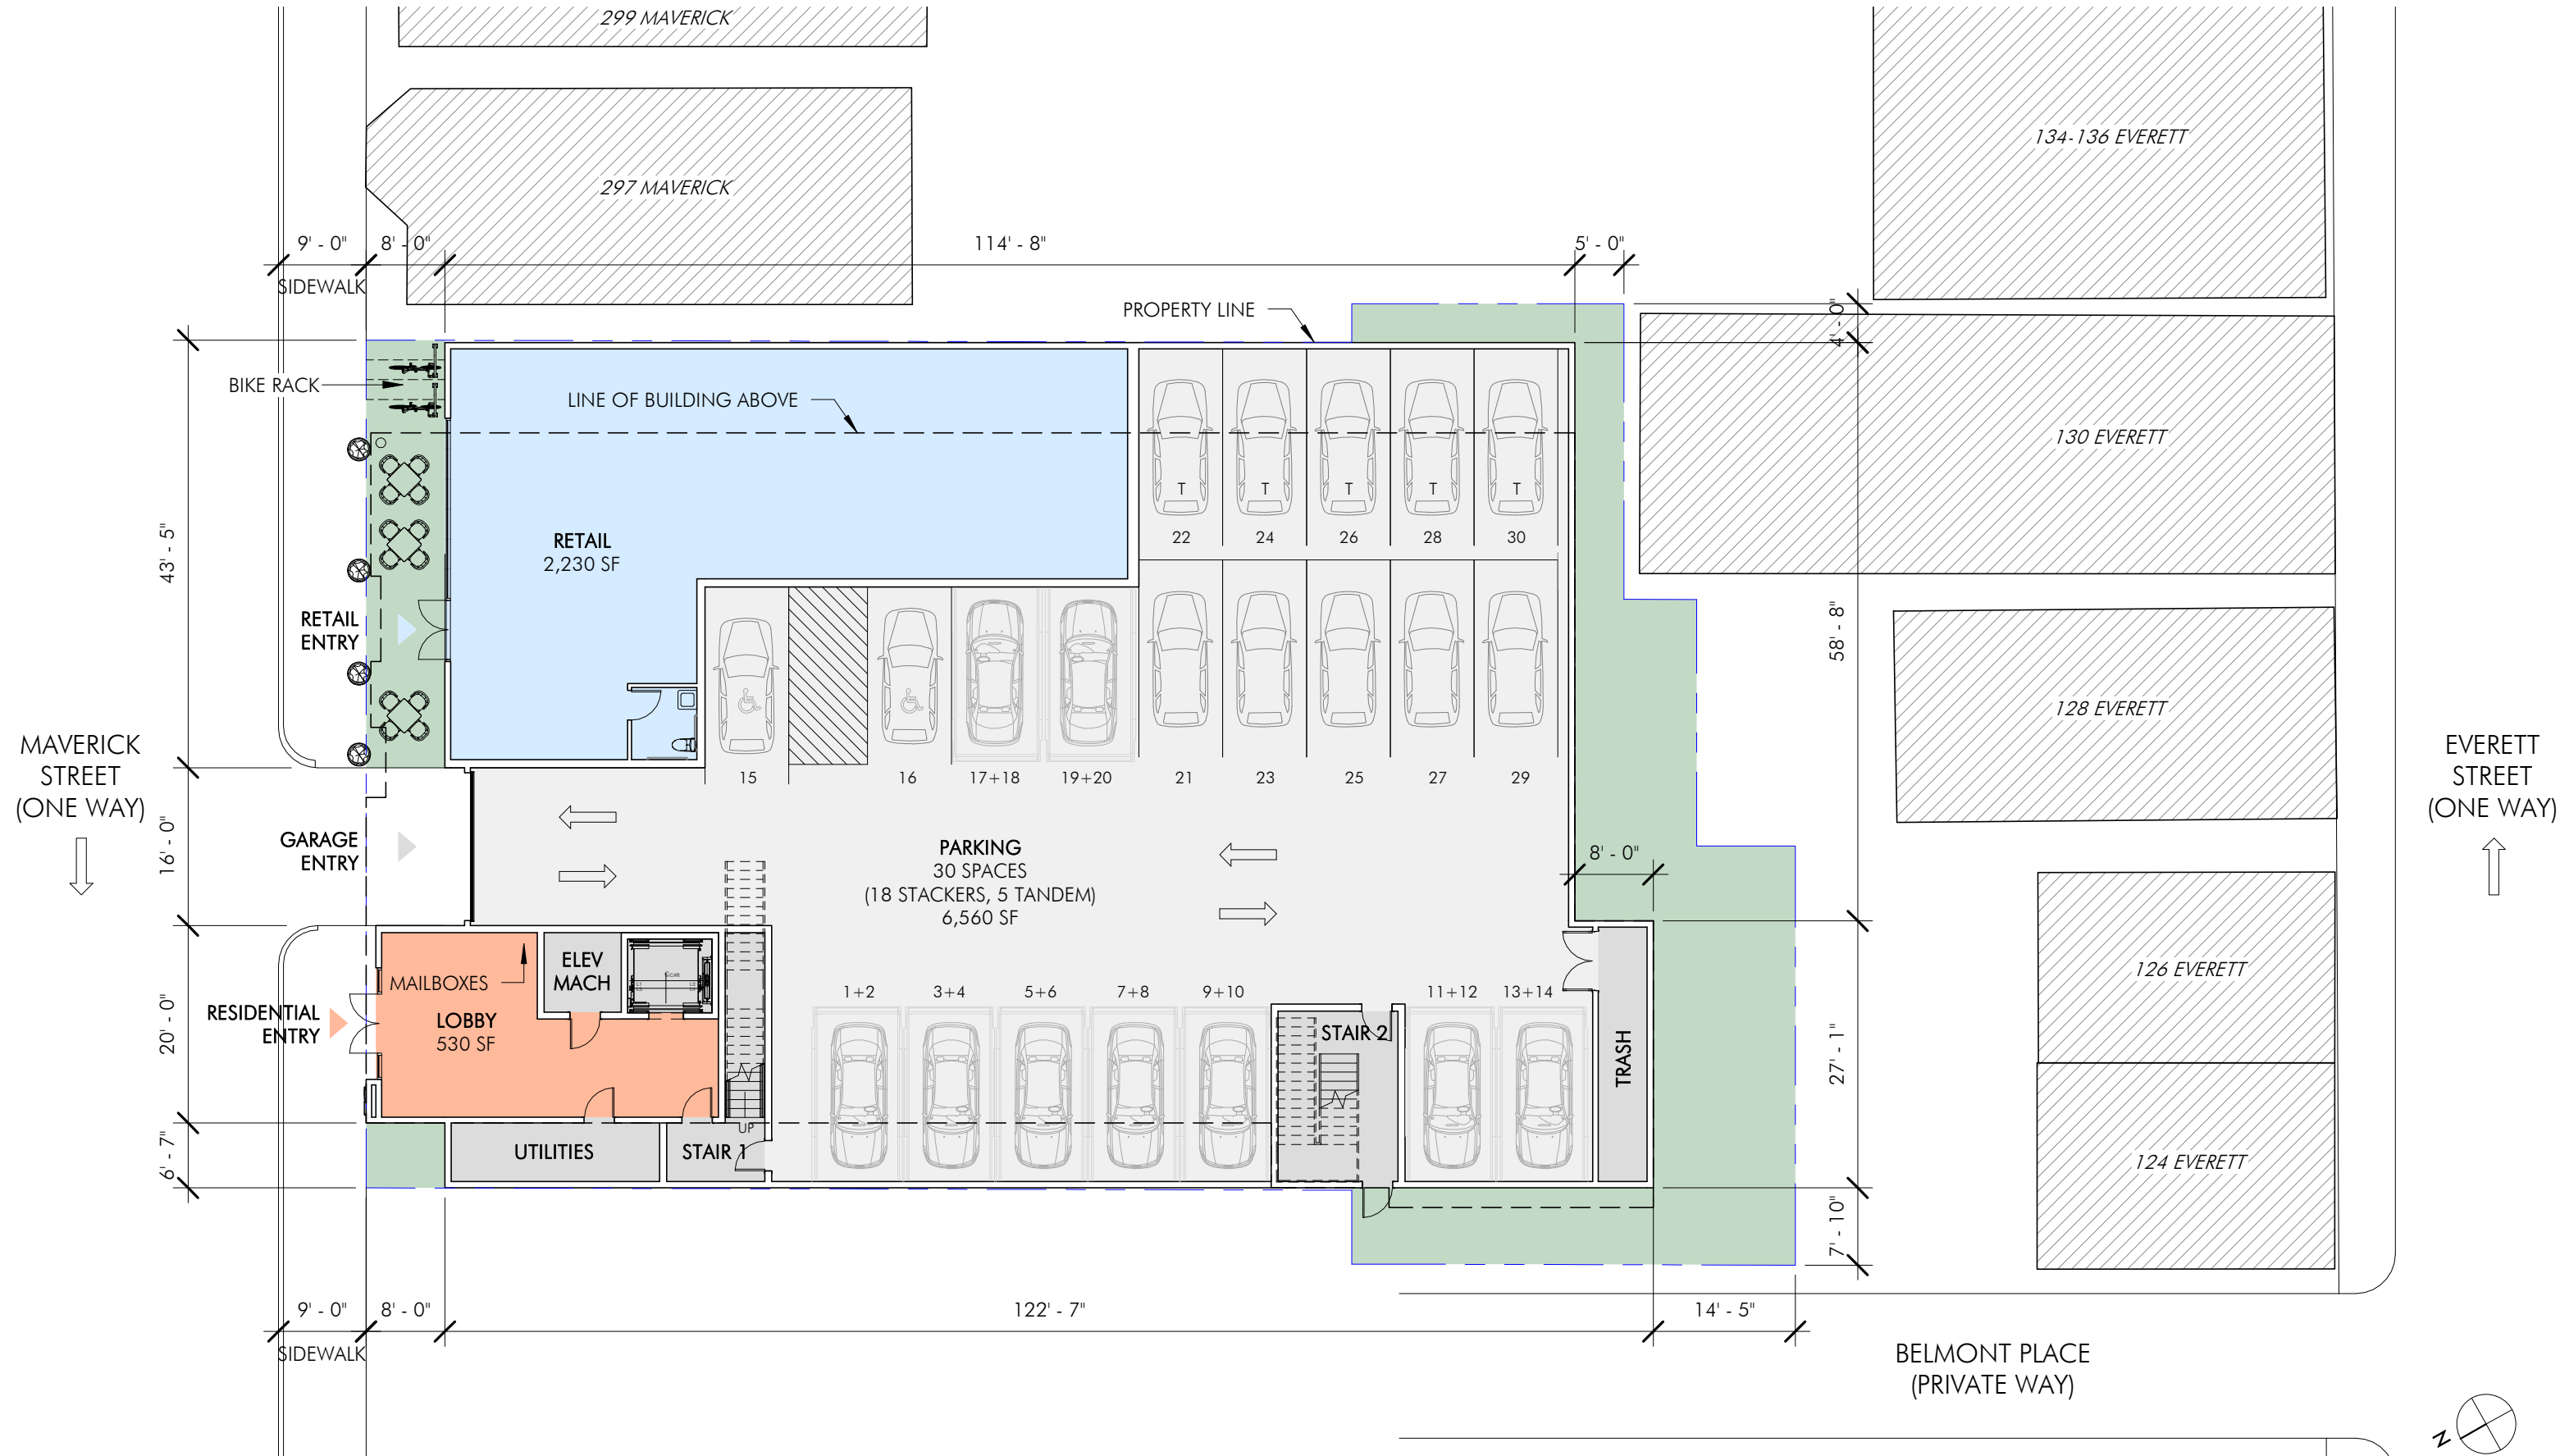 299 MAVERICK
134-136 EVERETT
297 MAVERICK
9' - 0"
8' - 0"
114' - 8"
5' - 0"
SIDEWALK
PROPERTY LINE
4' - 0"
BIKE RACK
LINE OF BUILDING ABOVE
130 EVERETT
T
T
T
T
T
22
24
26
28
30
RETAIL
2,230 SF
43' - 5"
RETAIL
ENTRY
58' - 8"
128 EVERETT
MAVERICK
STREET
(ONE WAY)
EVERETT
STREET
(ONE WAY)
15
16
17+18
19+20
21
23
25
27
29
16' - 0"
GARAGE
ENTRY
PARKING
30 SPACES
(18 STACKERS, 5 TANDEM)
6,560 SF
8' - 0"
ELEV
MACH
MAILBOXES
126 EVERETT
1+2
3+4
5+6
7+8
9+10
11+12
13+14
RESIDENTIAL
ENTRY
20' - 0"
LOBBY
530 SF
STAIR 2
TRASH
27' - 1"
UP
UTILITIES
STAIR 1
6' - 7"
124 EVERETT
7' - 10"
9' - 0"
8' - 0"
122' - 7"
14' - 5"
SIDEWALK
BELMONT PLACE
(PRIVATE WAY)
N